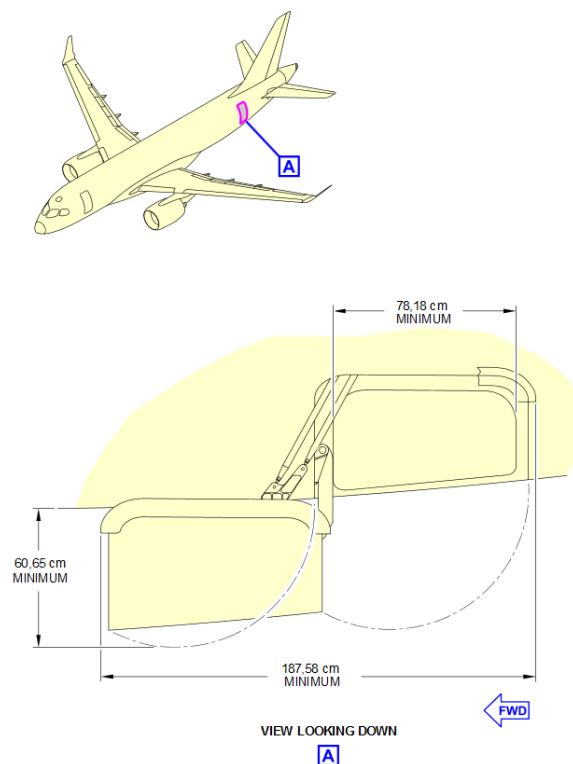 A
78,18 cm
MINIMUM
60,65 cm
MINIMUM
187,58 cm
MINIMUM
FWD
VIEW LOOKING DOWN
A